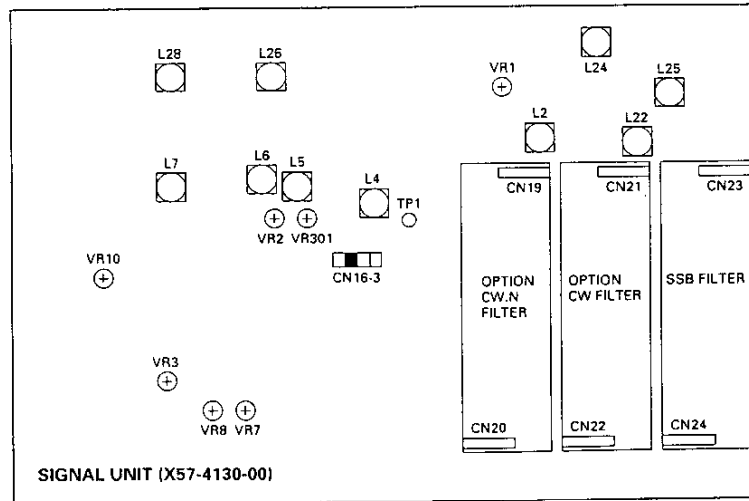 L28
L26
VR1
L24
L25
L2
L22
L7
L6
L5
L4
TP1
CN19
CN21
CN23
VR2
VR301
VR10
CN16-3
OPTION
CW.N
FILTER
OPTION
CW FILTER
SSB FILTER
VR3
VR8
VR7
CN20
CN22
CN24
SIGNAL UNIT (X57-4130-00)